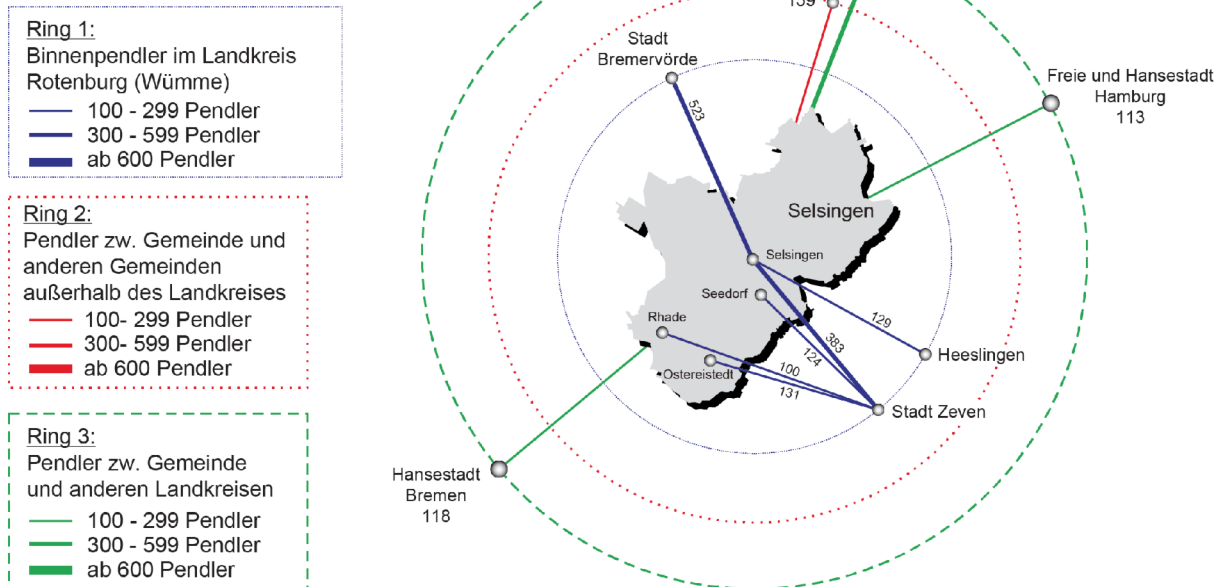 Ring 1:
Binnenpendler im Landkreis
Rotenburg (Wümme)
100 - 299 Pendler
300 - 599 Pendler
ab 600 Pendler
Ring 2:
Pendler zw. Gemeinde und
anderen Gemeinden
außerhalb des Landkreises
100- 299 Pendler
300- 599 Pendler
ab 600 Pendler
Ring 3:
Pendler zw. Gemeinde
und anderen Landkreisen
100 - 299 Pendler
300 - 599 Pendler
ab 600 Pendler
159
Stadt
Bremervörde
523
Freie und Hansestadt
Hamburg
113
Selsingen
Selsingen
Seedorf
Rhade
Ostereistedt
129
383
124
100
131
Heeslingen
Stadt Zeven
Hansestadt
Bremen
118